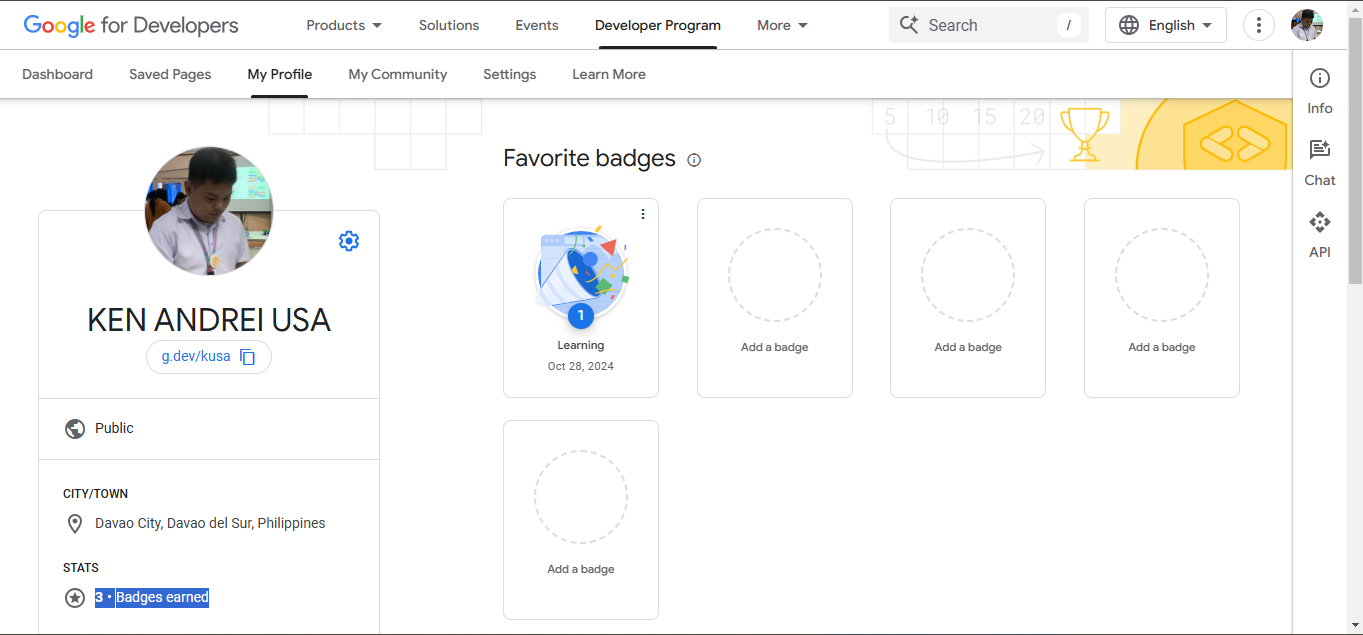 Google for Developers Products Solutions Events Developer Program More Search / English
Dashboard Saved Pages My Profile My Community Settings Learn More
Info
Chat
API
5 10 15 20
KEN ANDREI USA
g.dev/kusa
Public
CITY/TOWN
Davao City, Davao del Sur, Philippines
STATS
3 • Badges earned
Favorite badges
1
Learning
Oct 28, 2024
Add a badge
Add a badge
Add a badge
Add a badge